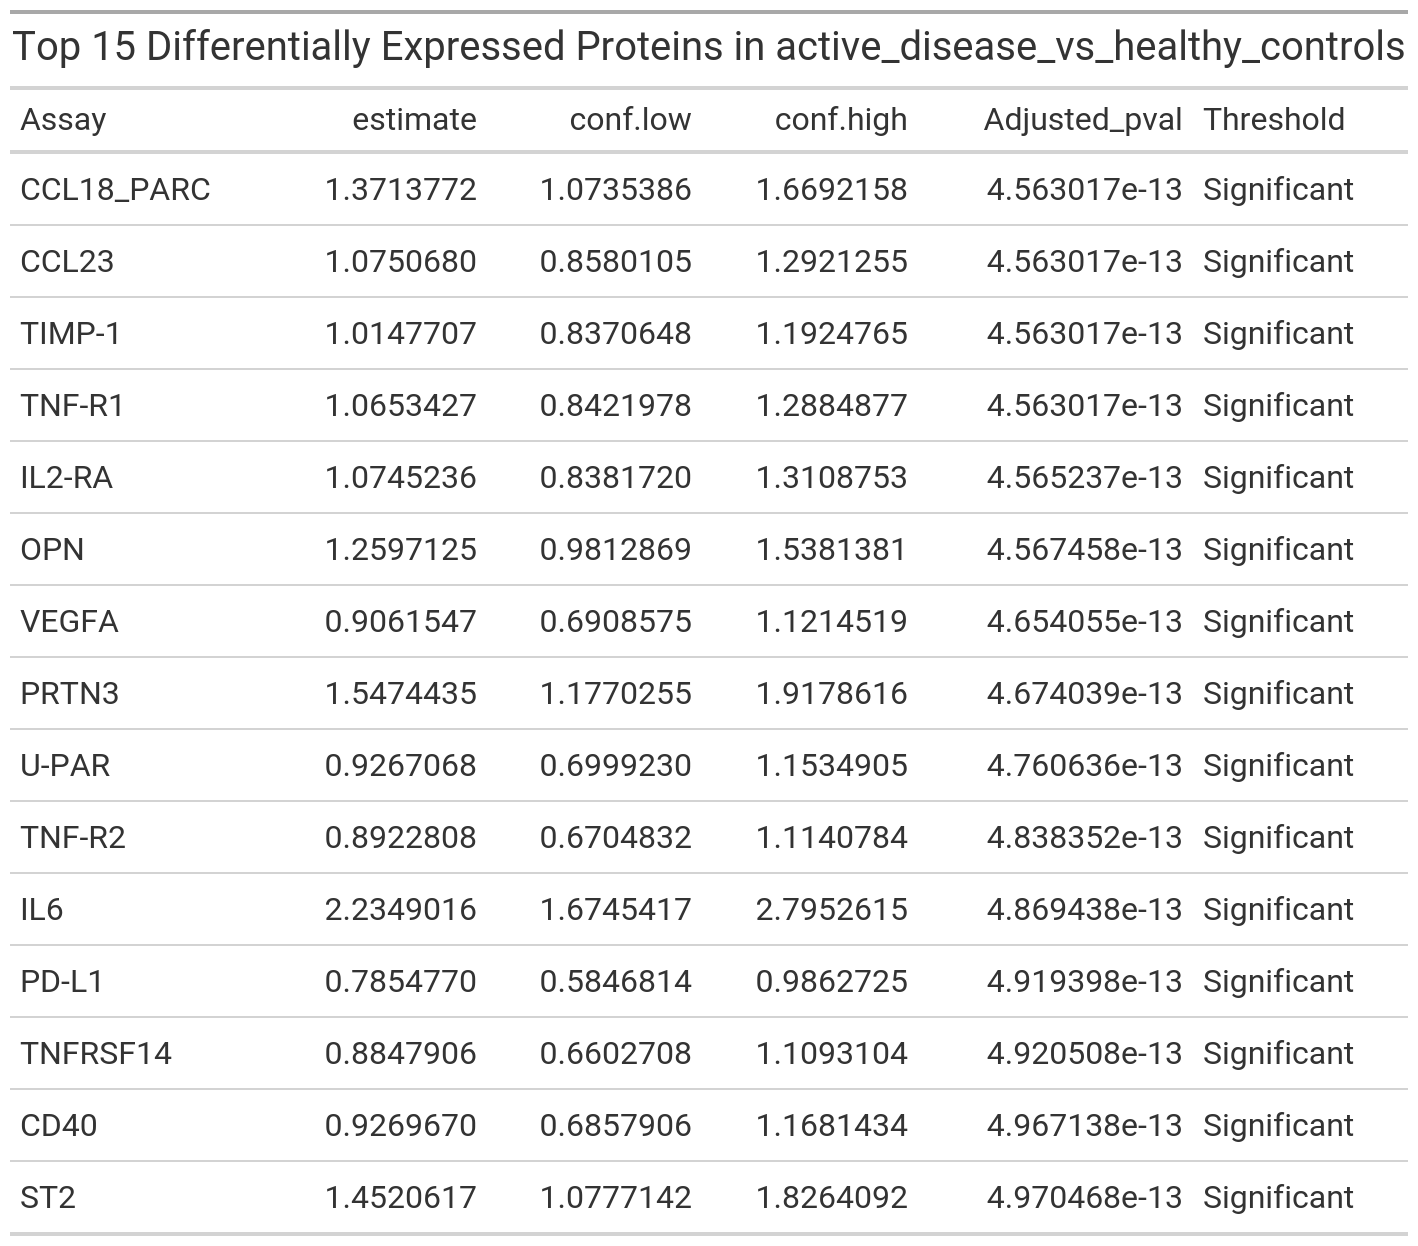 Top 15 Differentially Expressed Proteins in active_disease_vs_healthy_controls
Assay estimate conf.low conf.high Adjusted_pval Threshold
CCL18_PARC 1.3713772 1.0735386 1.6692158 4.563017e-13 Significant
CCL23 1.0750680 0.8580105 1.2921255 4.563017e-13 Significant
TIMP-1 1.0147707 0.8370648 1.1924765 4.563017e-13 Significant
TNF-R1 1.0653427 0.8421978 1.2884877 4.563017e-13 Significant
IL2-RA 1.0745236 0.8381720 1.3108753 4.565237e-13 Significant
OPN 1.2597125 0.9812869 1.5381381 4.567458e-13 Significant
VEGFA 0.9061547 0.6908575 1.1214519 4.654055e-13 Significant
PRTN3 1.5474435 1.1770255 1.9178616 4.674039e-13 Significant
U-PAR 0.9267068 0.6999230 1.1534905 4.760636e-13 Significant
TNF-R2 0.8922808 0.6704832 1.1140784 4.838352e-13 Significant
IL6 2.2349016 1.6745417 2.7952615 4.869438e-13 Significant
PD-L1 0.7854770 0.5846814 0.9862725 4.919398e-13 Significant
TNFRSF14 0.8847906 0.6602708 1.1093104 4.920508e-13 Significant
CD40 0.9269670 0.6857906 1.1681434 4.967138e-13 Significant
ST2 1.4520617 1.0777142 1.8264092 4.970468e-13 Significant